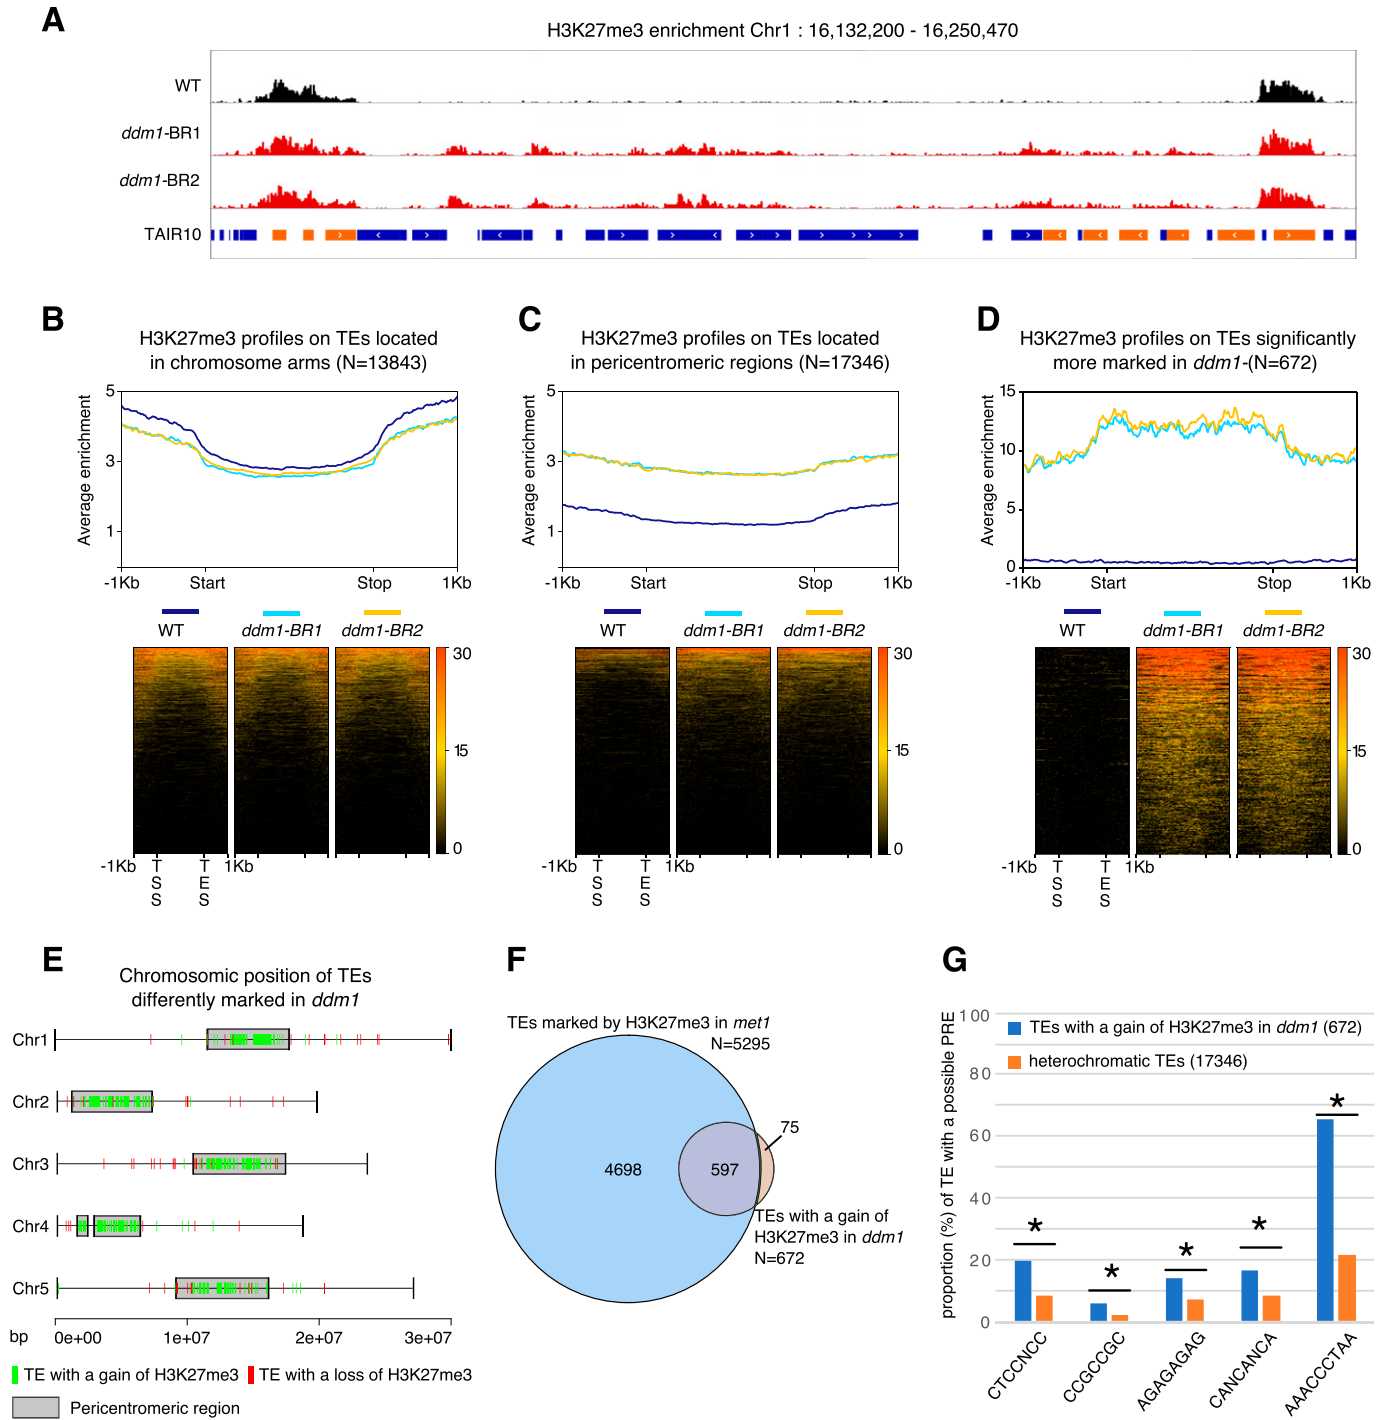 A
H3K27me3 enrichment Chr1 : 16,132,200 - 16,250,470
WT
ddm1-BR1
ddm1-BR2
TAIR10
B
H3K27me3 profiles on TEs located
in chromosome arms (N=13843)
Average enrichment
5
3
1
-1Kb Start Stop 1Kb
WT ddm1-BR1 ddm1-BR2
30
15
0
-1Kb TSS TES 1Kb
C
H3K27me3 profiles on TEs located
in pericentromeric regions (N=17346)
Average enrichment
5
3
1
-1Kb Start Stop 1Kb
WT ddm1-BR1 ddm1-BR2
30
15
0
-1Kb TSS TES 1Kb
D
H3K27me3 profiles on TEs significantly
more marked in ddm1-(N=672)
Average enrichment
15
10
5
0
-1Kb Start Stop 1Kb
WT ddm1-BR1 ddm1-BR2
30
15
0
-1Kb TSS TES 1Kb
E
Chromosomic position of TEs
differently marked in ddm1
Chr1
Chr2
Chr3
Chr4
Chr5
bp 0e+00 1e+07 2e+07 3e+07
TE with a gain of H3K27me3 TE with a loss of H3K27me3
Pericentromeric region
F
TEs marked by H3K27me3 in met1
N=5295
75
4698 597
TEs with a gain of
H3K27me3 in ddm1
N=672
G
proportion (%) of TE with a possible PRE
100
80
60
40
20
0
TEs with a gain of H3K27me3 in ddm1 (672)
heterochromatic TEs (17346)
* * * * *
CTCCNCC
CCGCCGC
AGAGAGAG
CANCANCA
AAACCCTAA